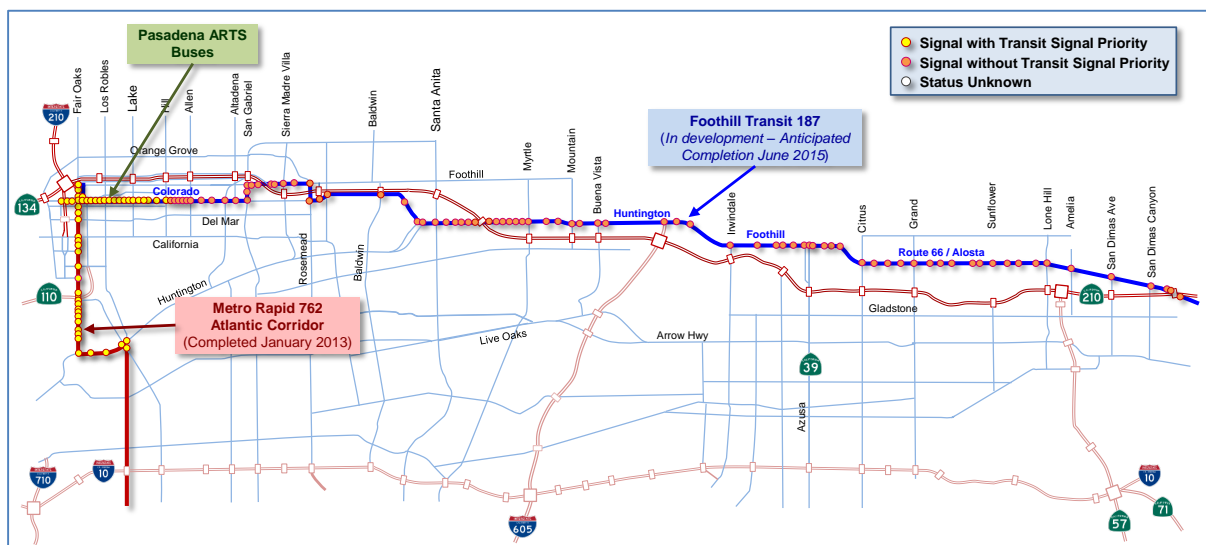 Pasadena ARTS
Buses
Signal with Transit Signal Priority
Signal without Transit Signal Priority
Status Unknown
Foothill Transit 187
(In development – Anticipated
Completion June 2015)
Metro Rapid 762
Atlantic Corridor
(Completed January 2013)
Fair Oaks
Los Robles
Lake
Hill
Allen
Altadena
San Gabriel
Sierra Madre Villa
Baldwin
Santa Anita
Myrtle
Mountain
Buena Vista
Irwindale
Citrus
Grand
Sunflower
Lone Hill
Amelia
San Dimas Ave
San Dimas Canyon
210
Orange Grove
Foothill
134
Colorado
Del Mar
California
Huntington
Foothill
Route 66 / Alosta
Rosemead
Baldwin
Huntington
110
210
Gladstone
Live Oaks
Arrow Hwy
39
Azusa
710
10
605
10
57
71